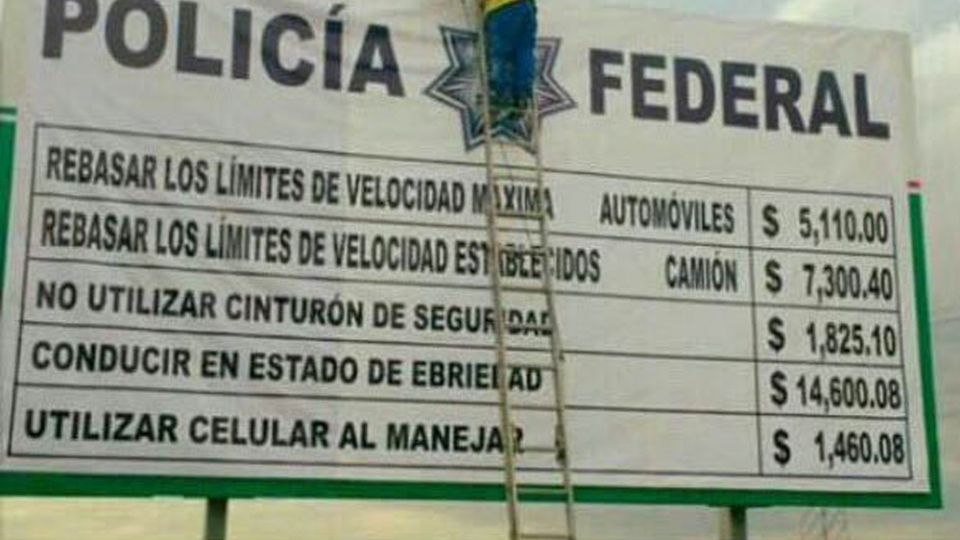 POLICÍA FEDERAL
REBASAR LOS LÍMITES DE VELOCIDAD MÁXIMA AUTOMÓVILES $ 5,110.00
REBASAR LOS LÍMITES DE VELOCIDAD ESTABLECIDOS CAMIÓN $ 7,300.40
NO UTILIZAR CINTURÓN DE SEGURIDAD $ 1,825.10
CONDUCIR EN ESTADO DE EBRIEDAD $ 14,600.08
UTILIZAR CELULAR AL MANEJAR $ 1,460.08